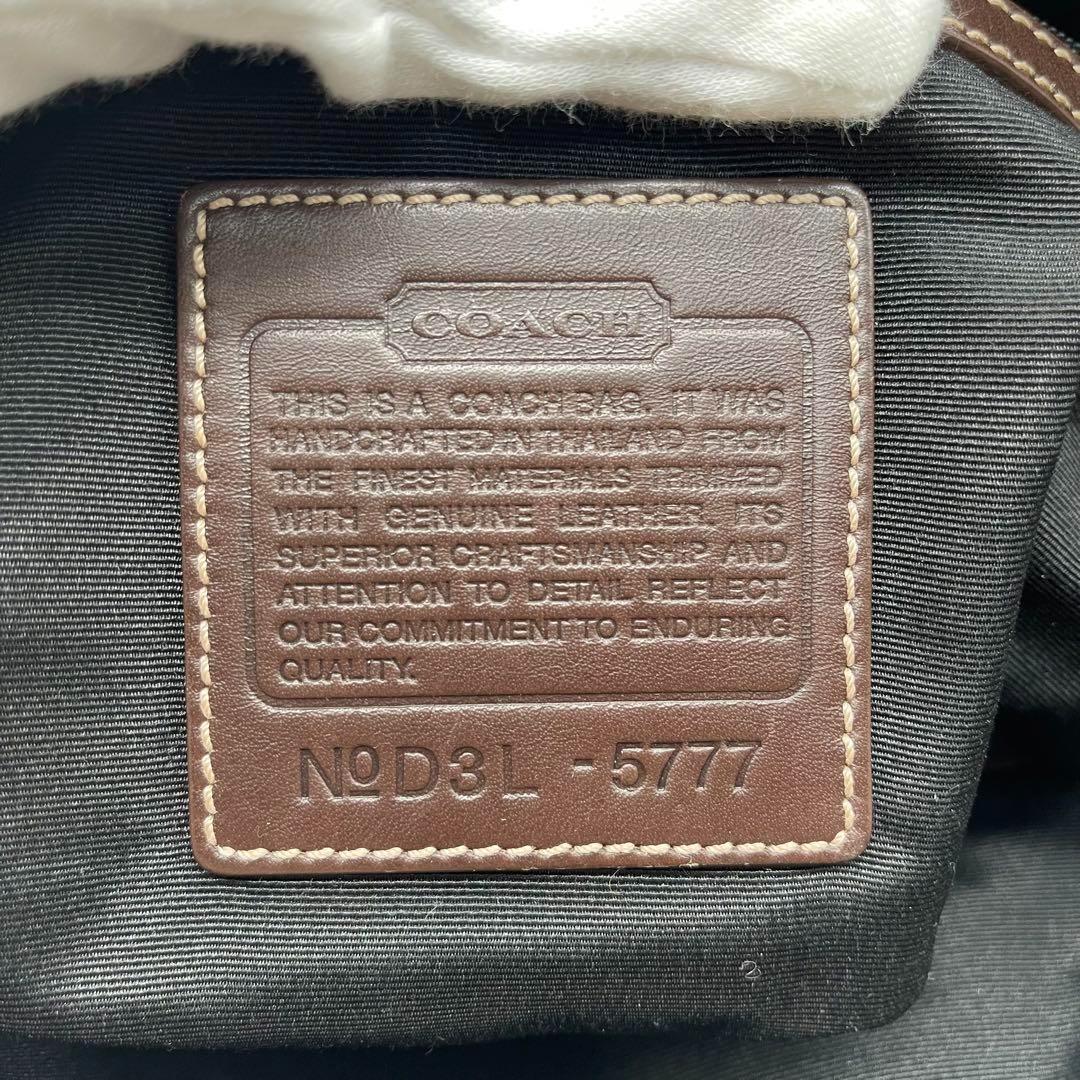 COACH
THIS IS A COACH BAG. IT WAS
HANDCRAFTED IN THAILAND FROM
THE FINEST MATERIALS TRIMMED
WITH GENUINE LEATHER. ITS
SUPERIOR CRAFTSMANSHIP AND
ATTENTION TO DETAIL REFLECT
OUR COMMITMENT TO ENDURING
QUALITY.
NºD3L -5777
2